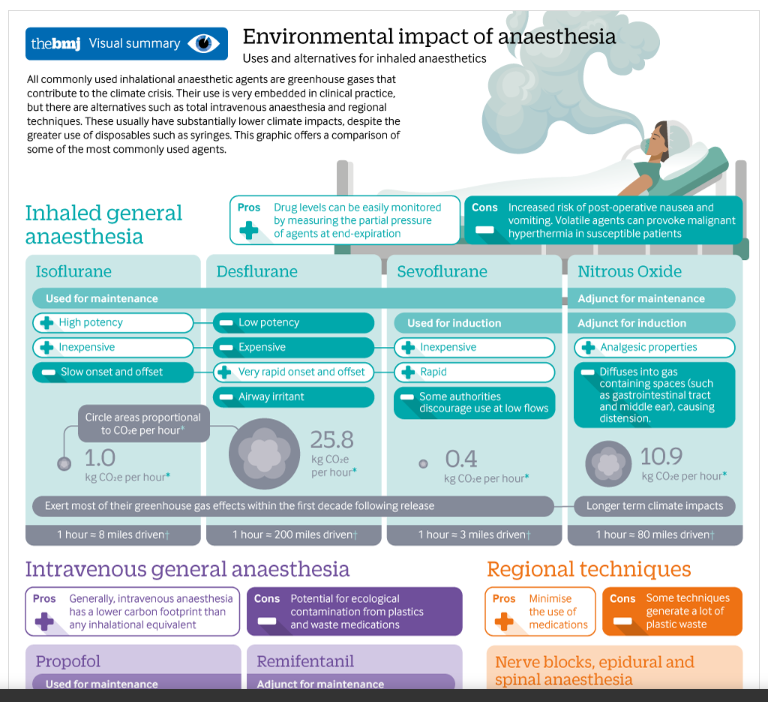 thebmj Visual summary
Environmental impact of anaesthesia
Uses and alternatives for inhaled anaesthetics
All commonly used inhalational anaesthetic agents are greenhouse gases that
contribute to the climate crisis. Their use is very embedded in clinical practice,
but there are alternatives such as total intravenous anaesthesia and regional
techniques. These usually have substantially lower climate impacts, despite the
greater use of disposables such as syringes. This graphic offers a comparison of
some of the most commonly used agents.
Inhaled general
anaesthesia
Pros
Drug levels can be easily monitored
by measuring the partial pressure
of agents at end-expiration
Cons
Increased risk of post-operative nausea and
vomiting. Volatile agents can provoke malignant
hyperthermia in susceptible patients
Isoflurane
Desflurane
Sevoflurane
Nitrous Oxide
Used for maintenance
Adjunct for maintenance
High potency
Low potency
Used for induction
Adjunct for induction
Inexpensive
Expensive
Inexpensive
Analgesic properties
Slow onset and offset
Very rapid onset and offset
Rapid
Diffuses into gas
containing spaces (such
as gastrointestinal tract
and middle ear), causing
distension.
Airway irritant
Some authorities
discourage use at low flows
Circle areas proportional
to CO₂e per hour*
1.0
kg CO₂e per hour*
25.8
kg CO₂e
per hour*
0.4
kg CO₂e per hour*
10.9
kg CO₂e per hour*
Exert most of their greenhouse gas effects within the first decade following release
Longer term climate impacts
1 hour ≈ 8 miles driven†
1 hour ≈ 200 miles driven†
1 hour ≈ 3 miles driven†
1 hour ≈ 80 miles driven†
Intravenous general anaesthesia
Pros
Generally, intravenous anaesthesia
has a lower carbon footprint than
any inhalational equivalent
Cons
Potential for ecological
contamination from plastics
and waste medications
Regional techniques
Pros
Minimise
the use of
medications
Cons
Some techniques
generate a lot of
plastic waste
Propofol
Used for maintenance
Remifentanil
Adjunct for maintenance
Nerve blocks, epidural and
spinal anaesthesia